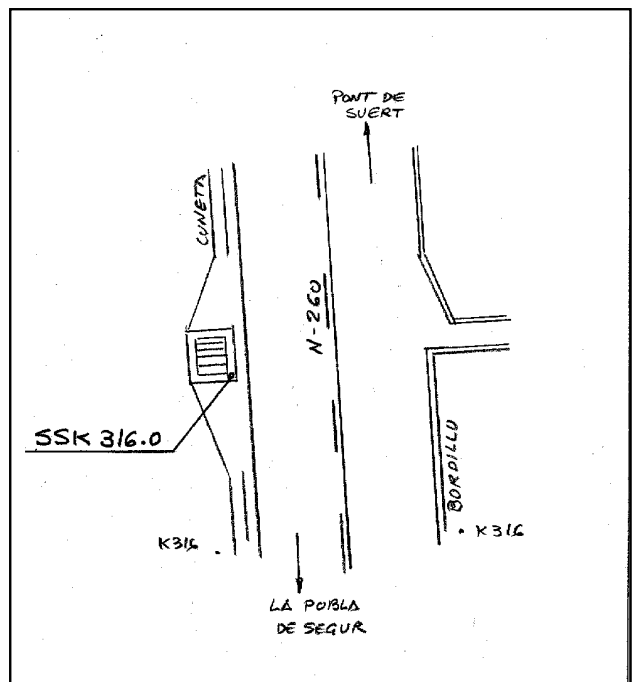 PONT DE
SUERT
CUNETA
N-260
SSK 316.0
BORDILLO
K316
K316
LA POBLA
DE SEGUR